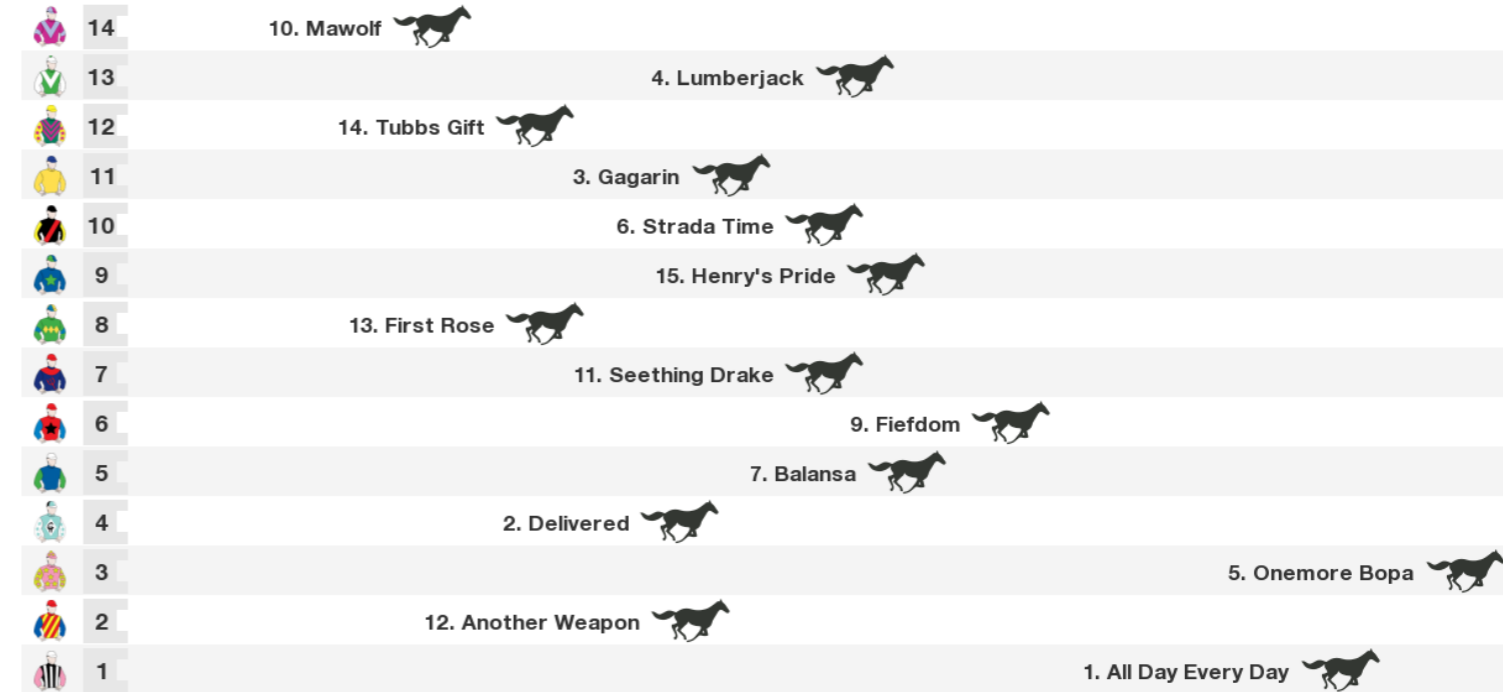 14 10. Mawolf
13 4. Lumberjack
12 14. Tubbs Gift
11 3. Gagarin
10 6. Strada Time
9 15. Henry's Pride
8 13. First Rose
7 11. Seething Drake
6 9. Fiefdom
5 7. Balansa
4 2. Delivered
3 5. Onemore Bopa
2 12. Another Weapon
1 1. All Day Every Day